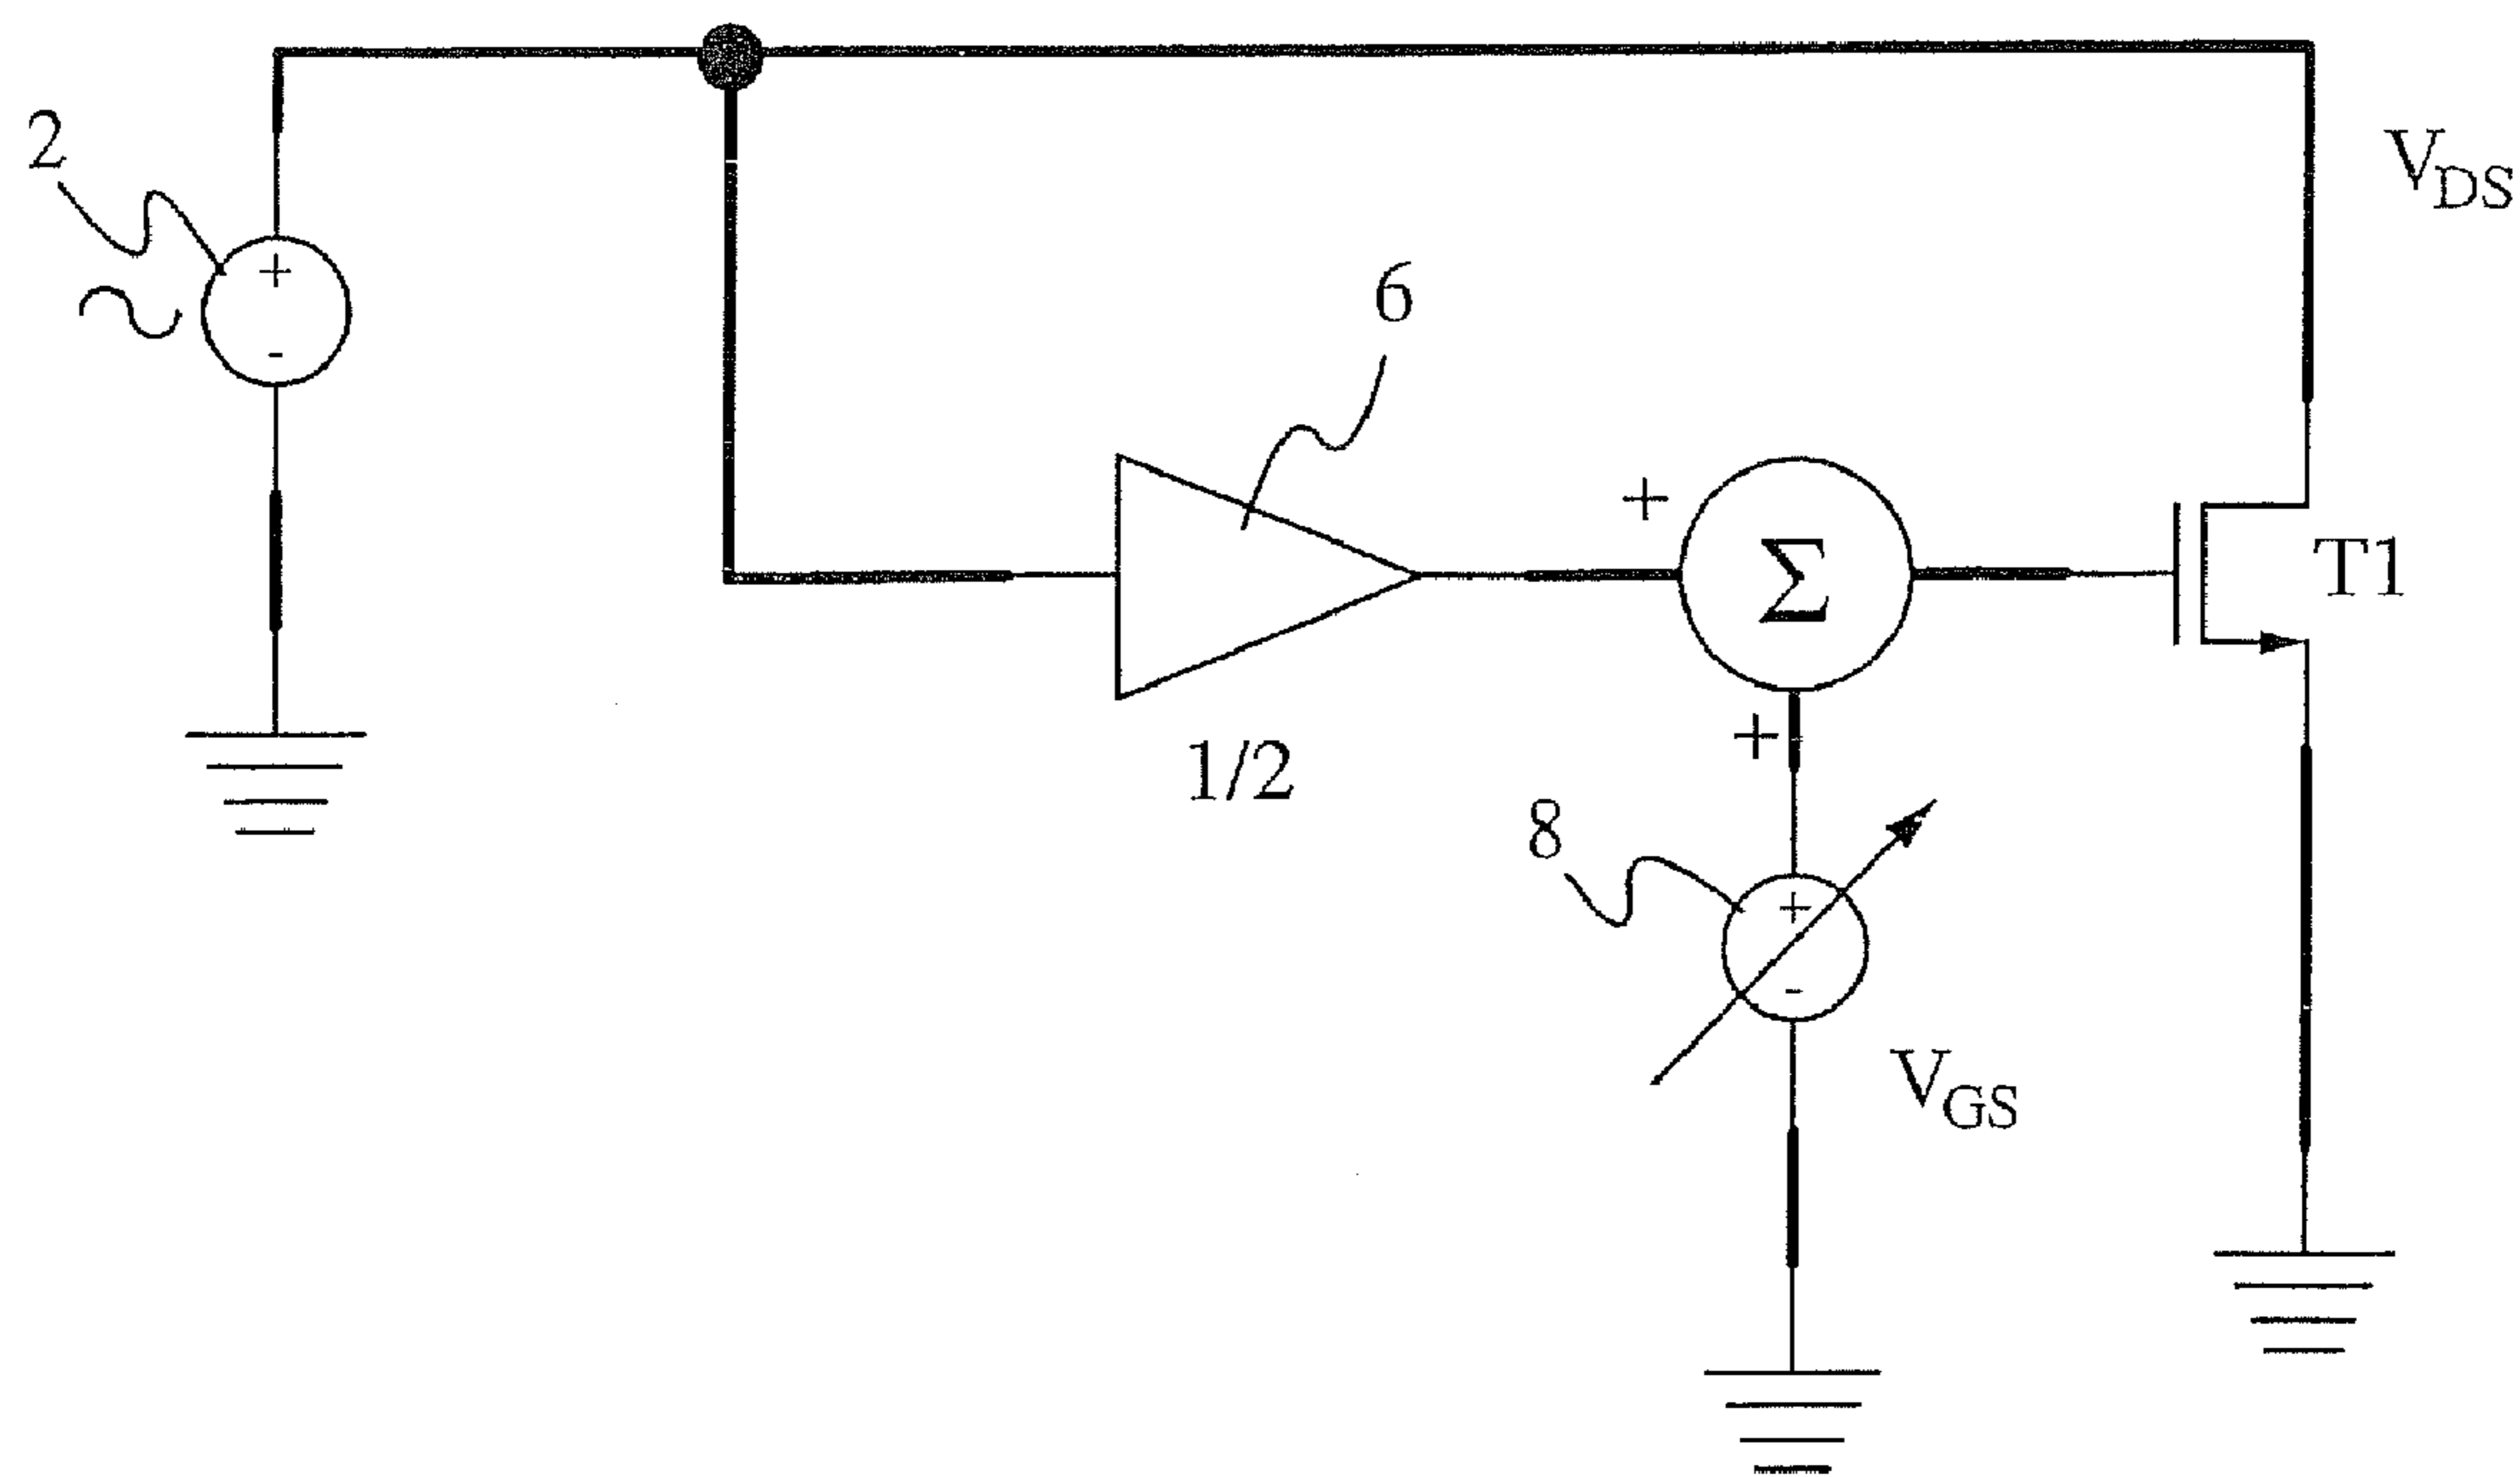 2
V_DS
+
-
6
+
Σ
T1
+
1/2
8
+
-
V_GS